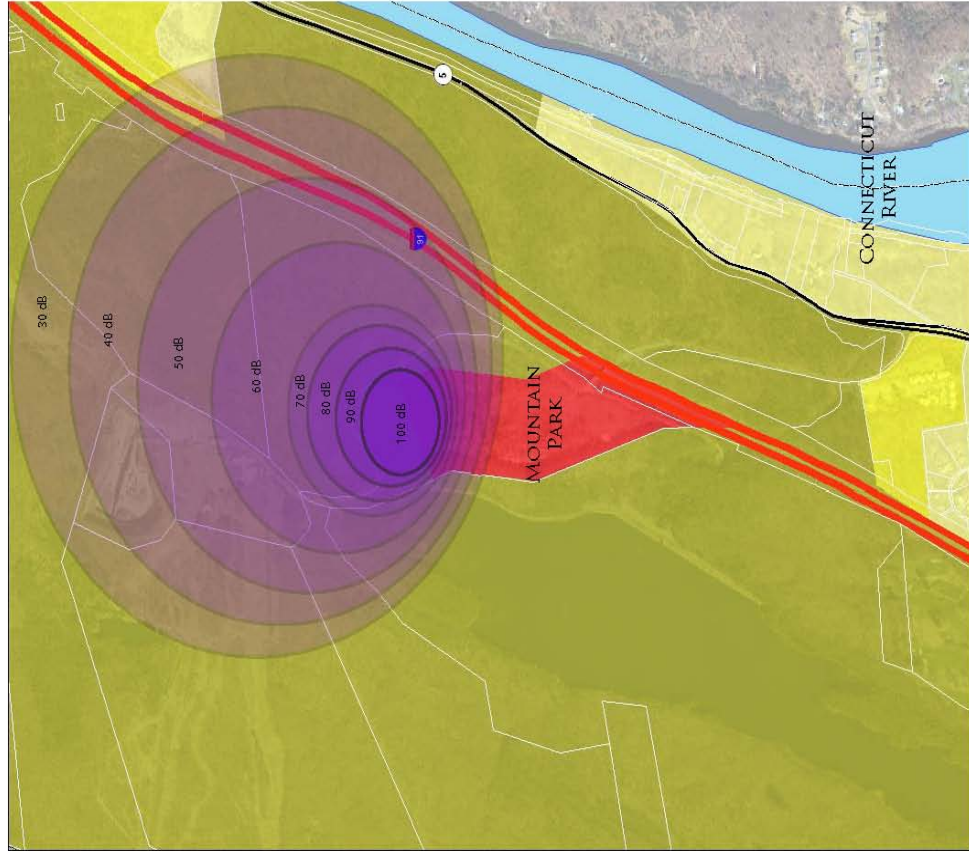 30 dB
40 dB
50 dB
60 dB
70 dB
80 dB
90 dB
100 dB
5
91
MOUNTAIN
PARK
CONNECTICUT
RIVER